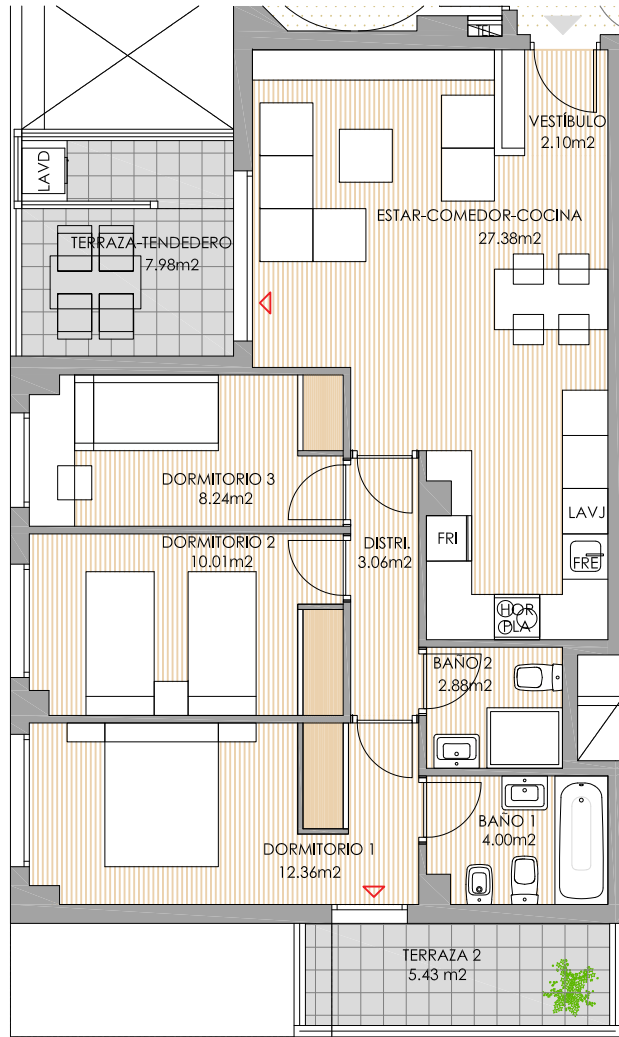 TEL
VESTÍBULO
2.10m2
LAVD
ESTAR-COMEDOR-COCINA
27.38m2
TERRAZA-TENDEDERO
7.98m2
DORMITORIO 3
8.24m2
LAVJ
FRI
DISTRI.
3.06m2
DORMITORIO 2
10.01m2
FRE
HOR
PLA
BAÑO 2
2.88m2
BAÑO 1
4.00m2
DORMITORIO 1
12.36m2
TERRAZA 2
5.43 m2